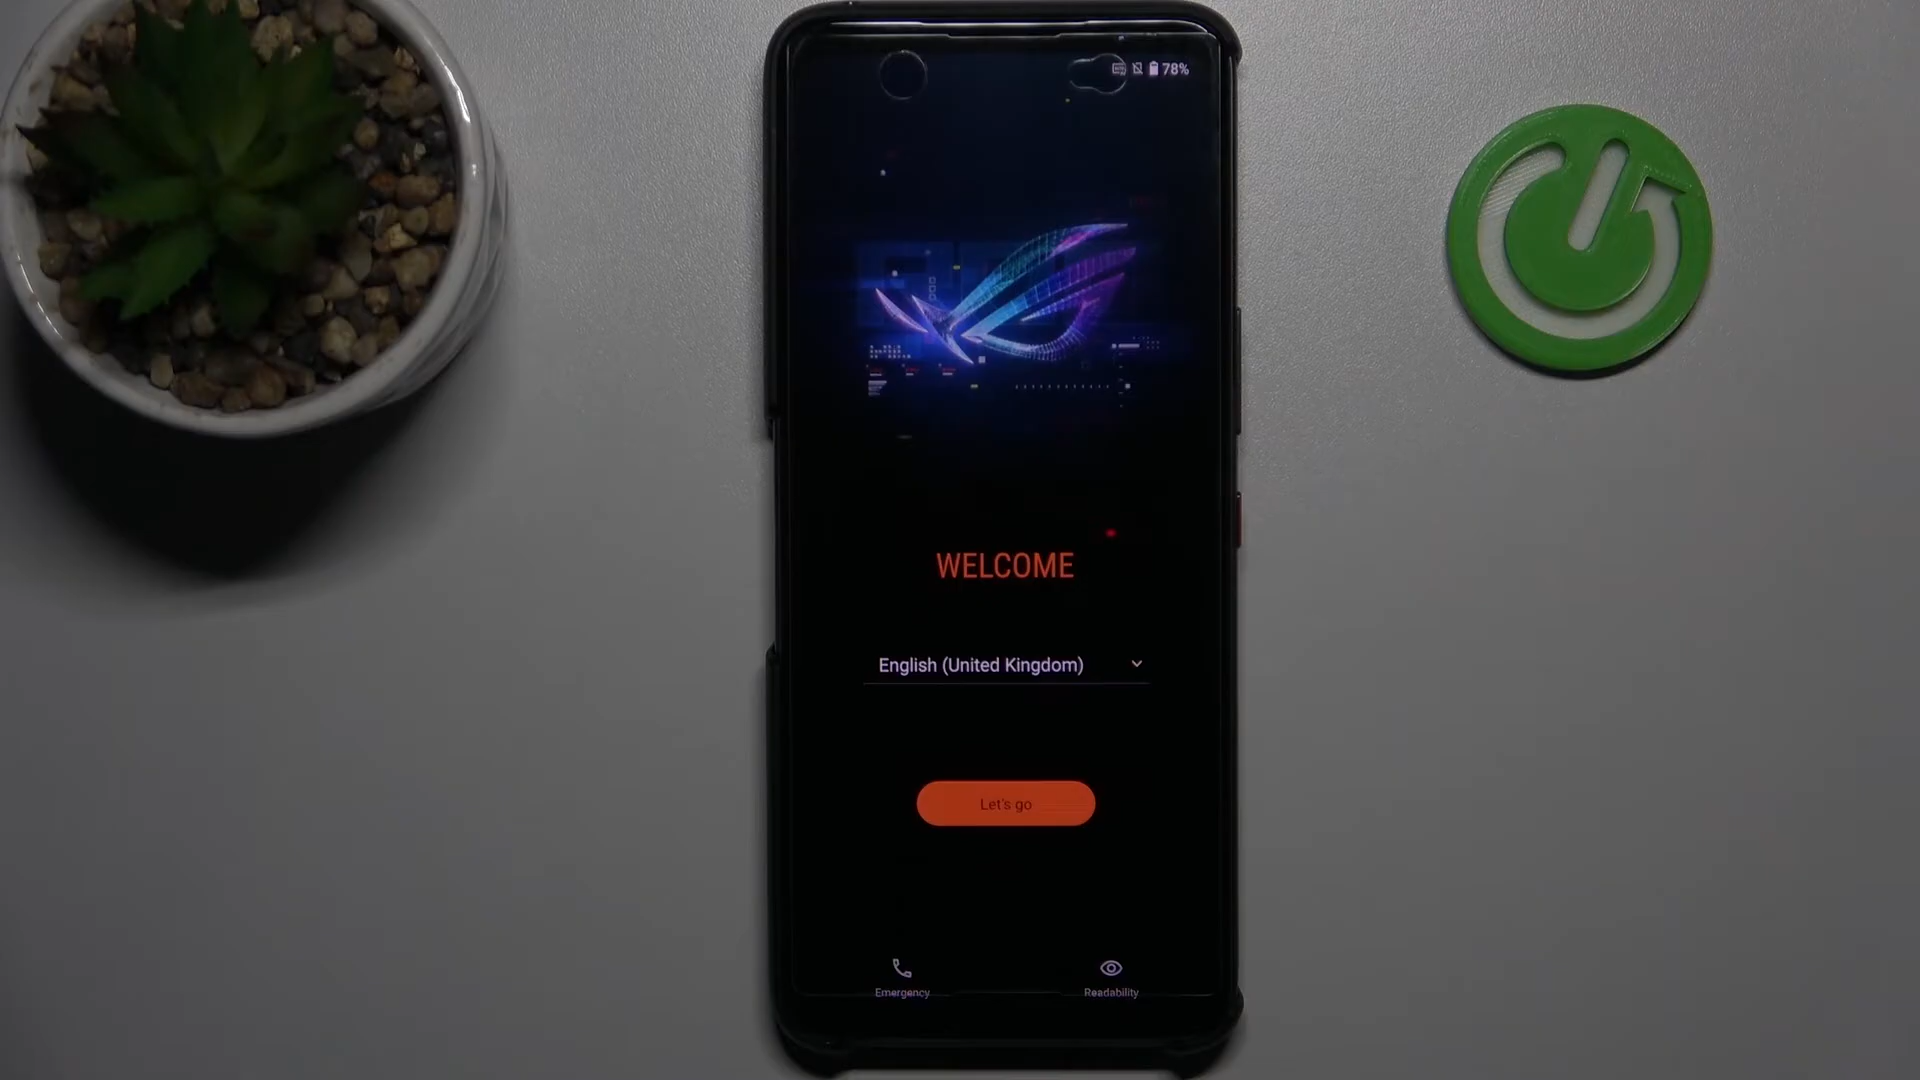 78%
WELCOME
English (United Kingdom)
Let's go
Emergency
Readability